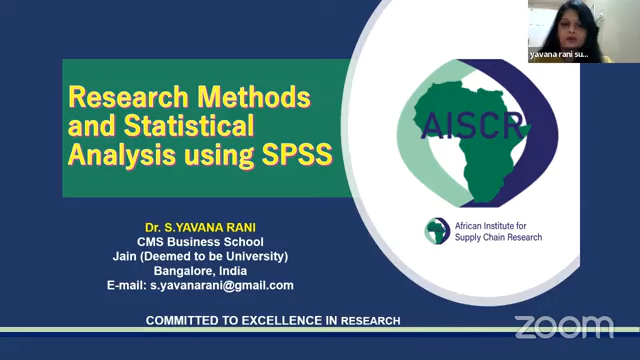 yavana rani su...
Research Methods
and Statistical
Analysis using SPSS
AISCR
African Institute for
Supply Chain Research
Dr. S.YAVANA RANI
CMS Business School
Jain (Deemed to be University)
Bangalore, India
E-mail: s.yavanarani@gmail.com
COMMITTED TO EXCELLENCE IN RESEARCH
zoom